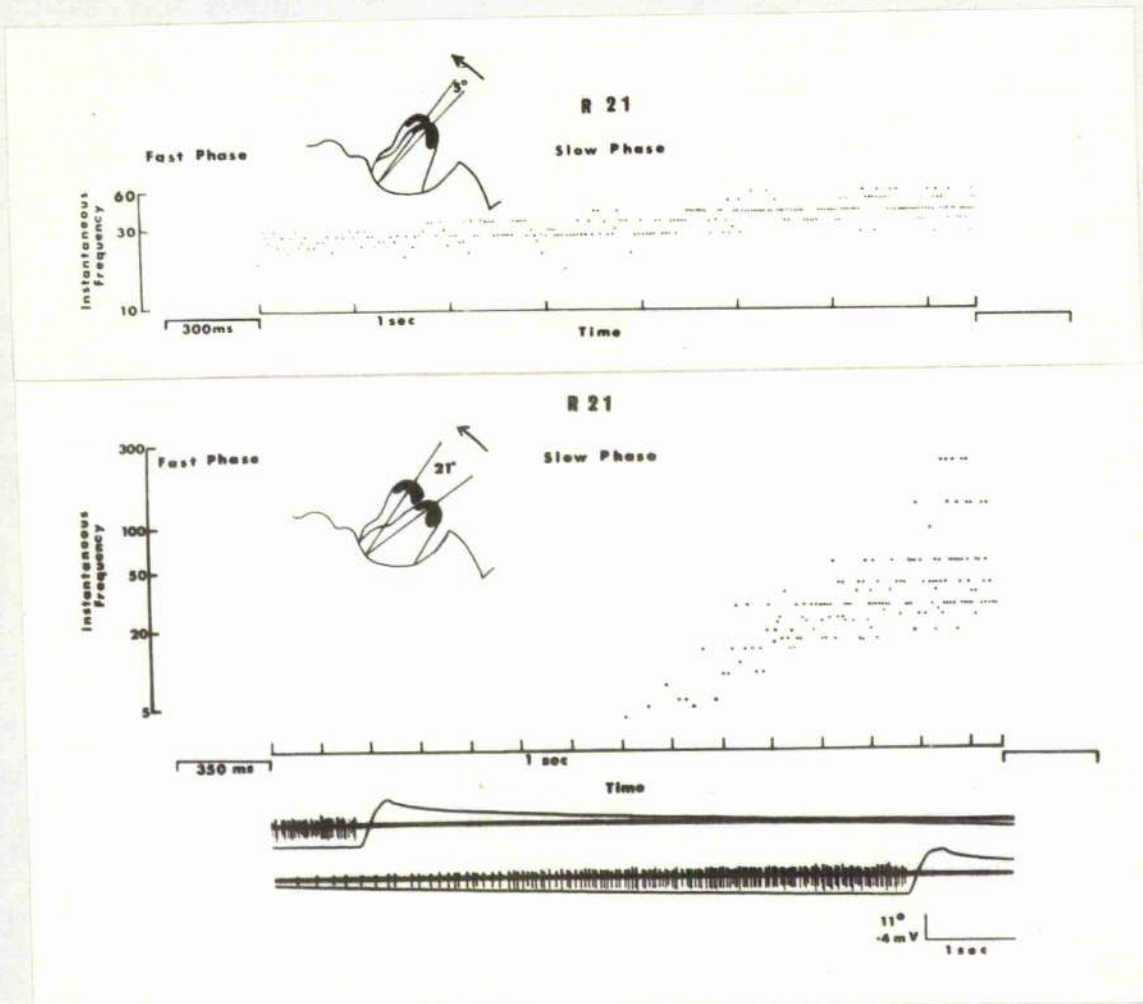 5°
R 21
Fast Phase
Slow Phase
Instantaneous
Frequency
60
30
10
300ms
1 sec
Time
R 21
Fast Phase
Slow Phase
21°
Instantaneous
Frequency
300
100
50
20
5
350 ms
1 sec
Time
11°
.4 mV
1 sec